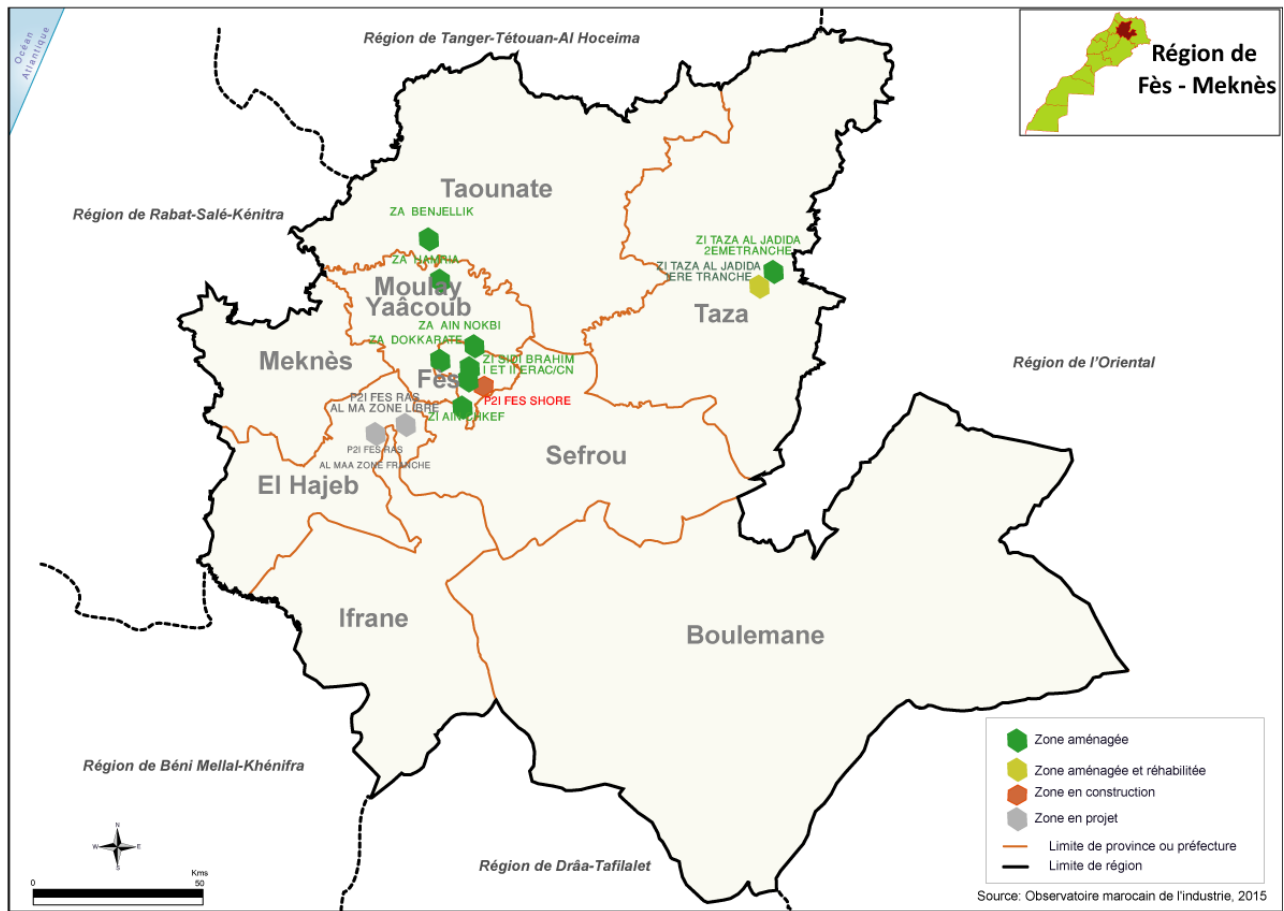 Océan
Atlantique
Région de Tanger-Tétouan-Al Hoceima
Région de
Fès - Meknès
Taounate
Région de Rabat-Salé-Kénitra
ZA BENJELLIK
ZA HAMRIA
ZI TAZA AL JADIDA
2EMETRANCHE
ZI TAZA AL JADIDA
IERE TRANCHE
Moulay
Yaâcoub
Taza
ZA AIN NOKBI
ZA DOKKARATE
Meknès
ZI SIDI BRAHIM
I ET II ERAC/CN
Fès
Région de l'Oriental
P2I FES RAS
AL MA ZONE LIBRE
P2I FES SHORE
ZI AIN CHKEF
P2I FES RAS
AL MAA ZONE FRANCHE
Sefrou
El Hajeb
Ifrane
Boulemane
Région de Béni Mellal-Khénifra
Région de Drâa-Tafilalet
Zone aménagée
Zone aménagée et réhabilitée
Zone en construction
Zone en projet
Limite de province ou préfecture
Limite de région
N
W E
S
Kms
0 50
Source: Observatoire marocain de l'industrie, 2015